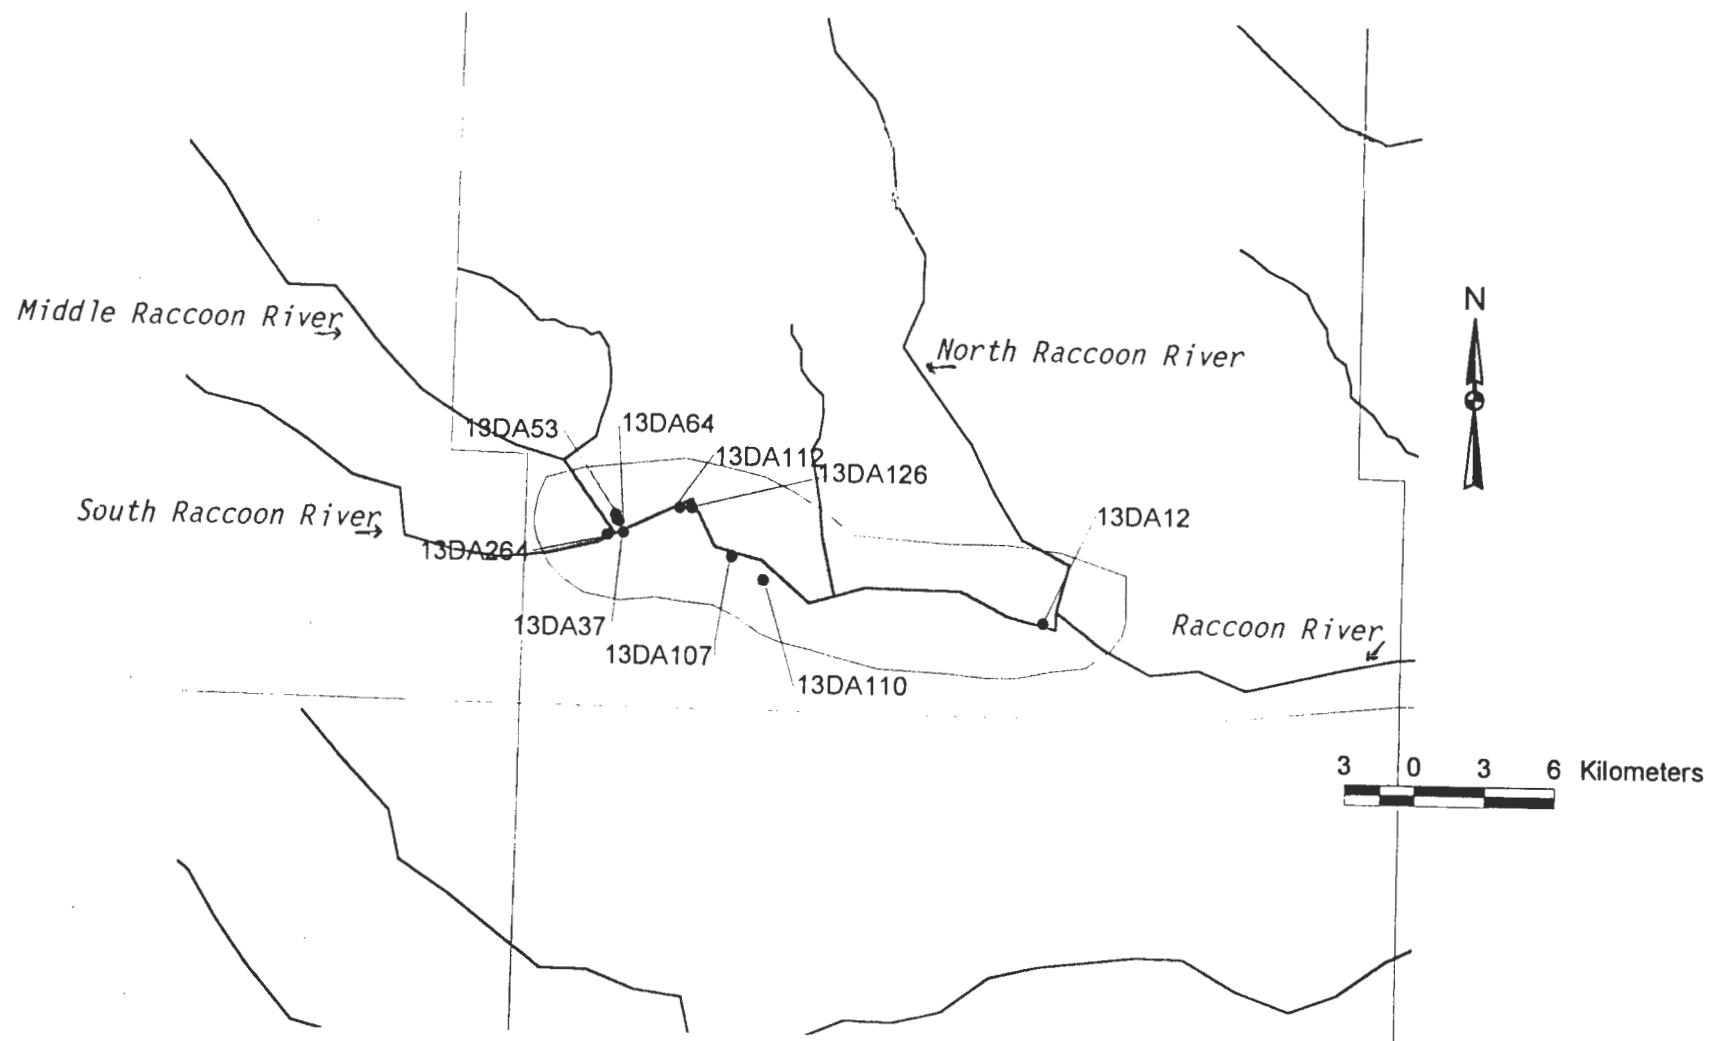 N
Middle Raccoon River
North Raccoon River
13DA53
13DA64
13DA112
13DA126
South Raccoon River
13DA12
13DA264
13DA37
Raccoon River
13DA107
13DA110
3 0 3 6 Kilometers